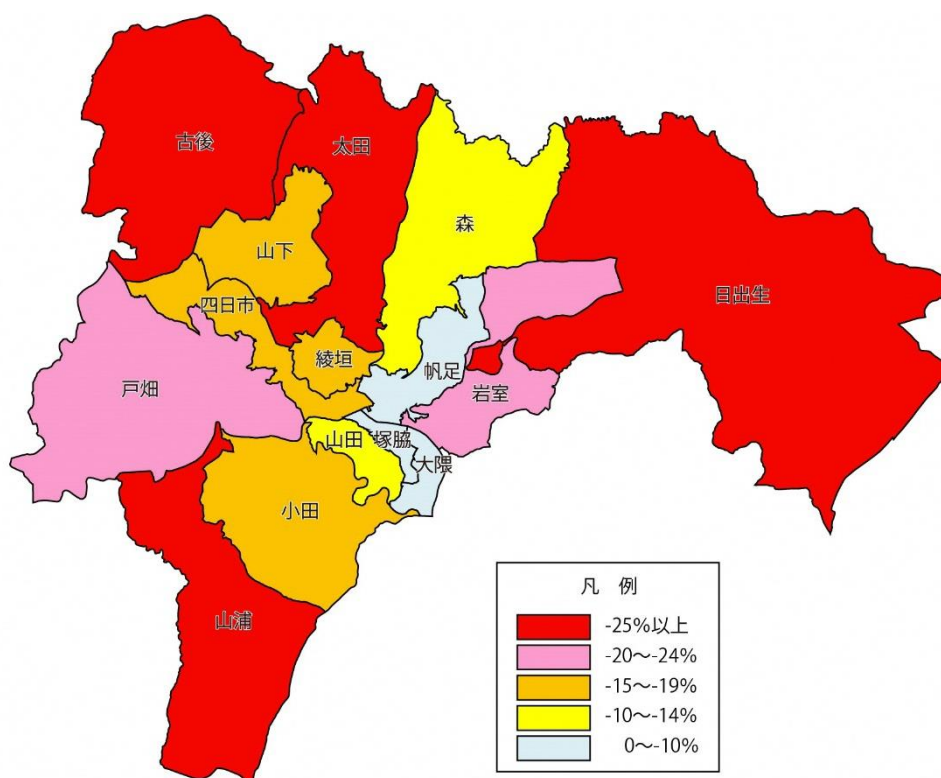 古後
太田
森
山下
日出生
四日市
綾垣
帆足
戸畑
岩室
山田
塚脇
大隈
小田
山浦
凡 例
-25%以上
-20～-24%
-15～-19%
-10～-14%
0～-10%